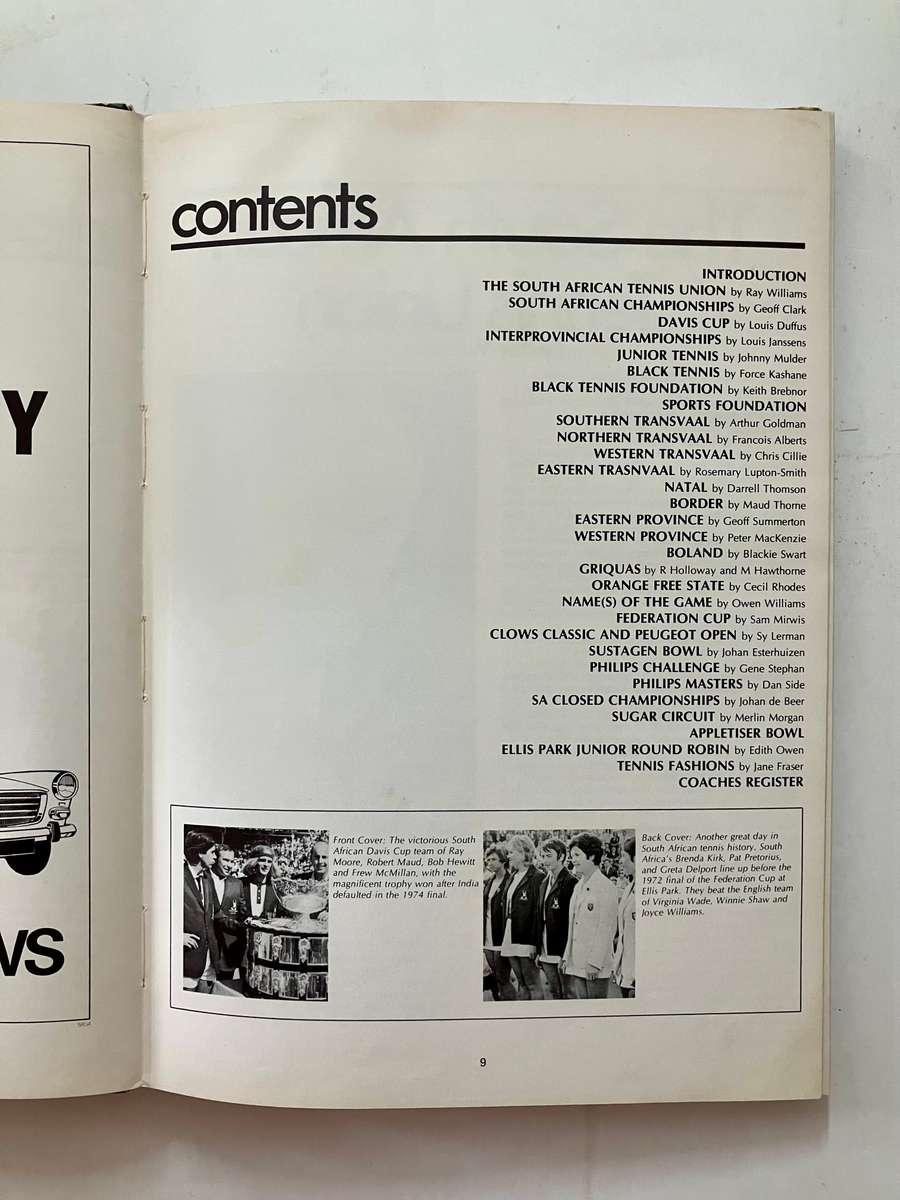 Y
WS
contents
INTRODUCTION
THE SOUTH AFRICAN TENNIS UNION by Ray Williams
SOUTH AFRICAN CHAMPIONSHIPS by Geoff Clark
DAVIS CUP by Louis Duffus
INTERPROVINCIAL CHAMPIONSHIPS by Louis Janssens
JUNIOR TENNIS by Johnny Mulder
BLACK TENNIS by Force Kashane
BLACK TENNIS FOUNDATION by Keith Brebnor
SPORTS FOUNDATION
SOUTHERN TRANSVAAL by Arthur Goldman
NORTHERN TRANSVAAL by Francois Alberts
WESTERN TRANSVAAL by Chris Cillie
EASTERN TRASNVAAL by Rosemary Lupton-Smith
NATAL by Darrell Thomson
BORDER by Maud Thorne
EASTERN PROVINCE by Geoff Summerton
WESTERN PROVINCE by Peter MacKenzie
BOLAND by Blackie Swart
GRIQUAS by R Holloway and M Hawthorne
ORANGE FREE STATE by Cecil Rhodes
NAME(S) OF THE GAME by Owen Williams
FEDERATION CUP by Sam Mirwis
CLOWS CLASSIC AND PEUGEOT OPEN by Sy Lerman
SUSTAGEN BOWL by Johan Esterhuizen
PHILIPS CHALLENGE by Gene Stephan
PHILIPS MASTERS by Dan Side
SA CLOSED CHAMPIONSHIPS by Johan de Beer
SUGAR CIRCUIT by Merlin Morgan
APPLETISER BOWL
ELLIS PARK JUNIOR ROUND ROBIN by Edith Owen
TENNIS FASHIONS by Jane Fraser
COACHES REGISTER
Front Cover: The victorious South
African Davis Cup team of Ray
Moore, Robert Maud, Bob Hewitt
and Frew McMillan, with the
magnificent trophy won after India
defaulted in the 1974 final.
Back Cover: Another great day in
South African tennis history. South
Africa's Brenda Kirk, Pat Pretorius,
and Greta Delport line up before the
1972 final of the Federation Cup at
Ellis Park. They beat the English team
of Virginia Wade, Winnie Shaw and
Joyce Williams.
9